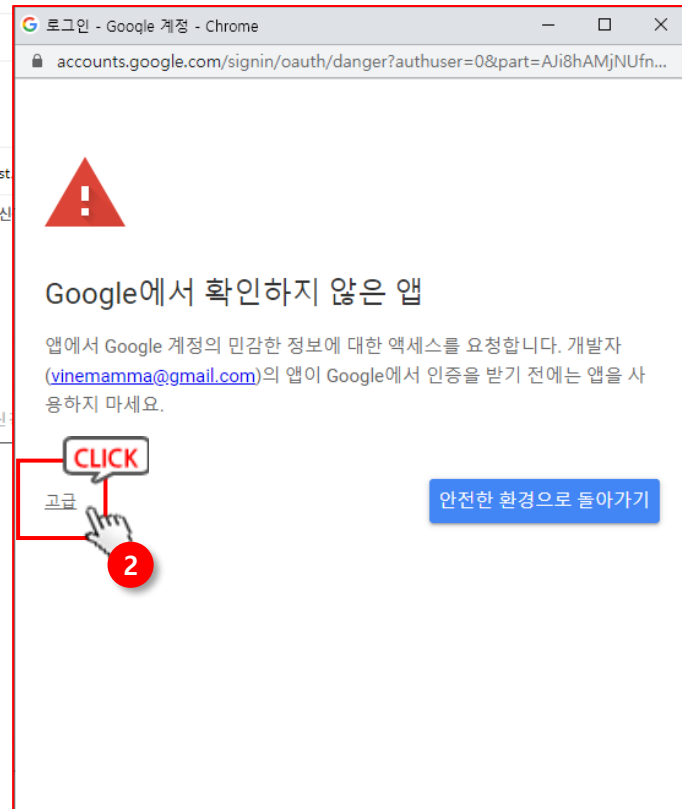 로그인 - Google 계정 - Chrome
accounts.google.com/signin/oauth/danger?authuser=0&part=AJi8hAMjNUfn...
st.
신
Google에서 확인하지 않은 앱
앱에서 Google 계정의 민감한 정보에 대한 액세스를 요청합니다. 개발자
(vinemamma@gmail.com)의 앱이 Google에서 인증을 받기 전에는 앱을 사
용하지 마세요.
CLICK
고급
안전한 환경으로 돌아가기
2